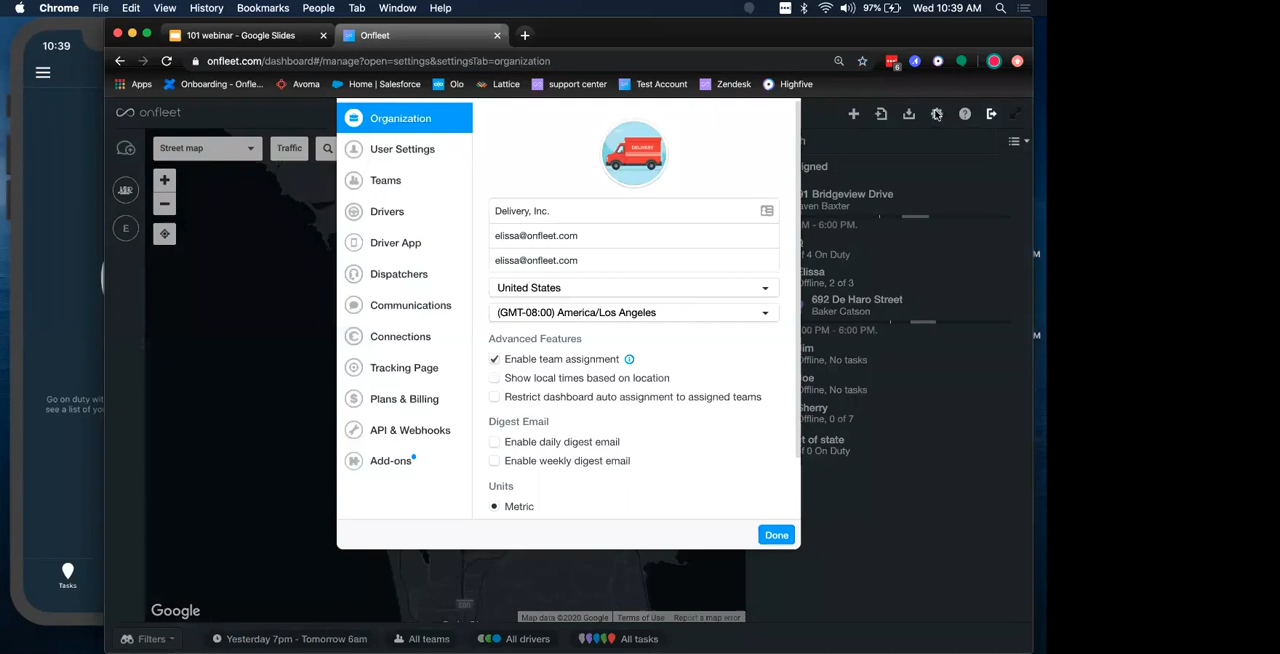 Chrome File Edit View History Bookmarks People Tab Window Help
97% Wed 10:39 AM
10:39
101 webinar - Google Slides
Onfleet
onfleet.com/dashboard#/manage?open=settings&settingsTab=organization
6
Apps
Onboarding - Onfle...
Avoma
Home | Salesforce
Olo
Lattice
support center
Test Account
Zendesk
Highfive
onfleet
Street map
Traffic
E
Organization
User Settings
Teams
Drivers
Driver App
Dispatchers
Communications
Connections
Tracking Page
Plans & Billing
API & Webhooks
Add-ons
DELIVERY
Delivery, Inc.
elissa@onfleet.com
elissa@onfleet.com
United States
(GMT-08:00) America/Los Angeles
Advanced Features
Enable team assignment
Show local times based on location
Restrict dashboard auto assignment to assigned teams
Digest Email
Enable daily digest email
Enable weekly digest email
Units
Metric
Done
h
igned
91 Bridgeview Drive
aven Baxter
M - 6:00 PM.
of 4 On Duty
Elissa
Offline, 2 of 3
692 De Haro Street
Baker Catson
00 PM - 6:00 PM.
im
Offline, No tasks
oe
Offline, No tasks
Sherry
Offline, 0 of 7
t of state
of 0 On Duty
M
M
Go on duty wit
see a list of you
Tasks
Google
Map data ©2020 Google
Terms of Use
Report a map error
Filters
Yesterday 7pm - Tomorrow 6am
All teams
All drivers
All tasks